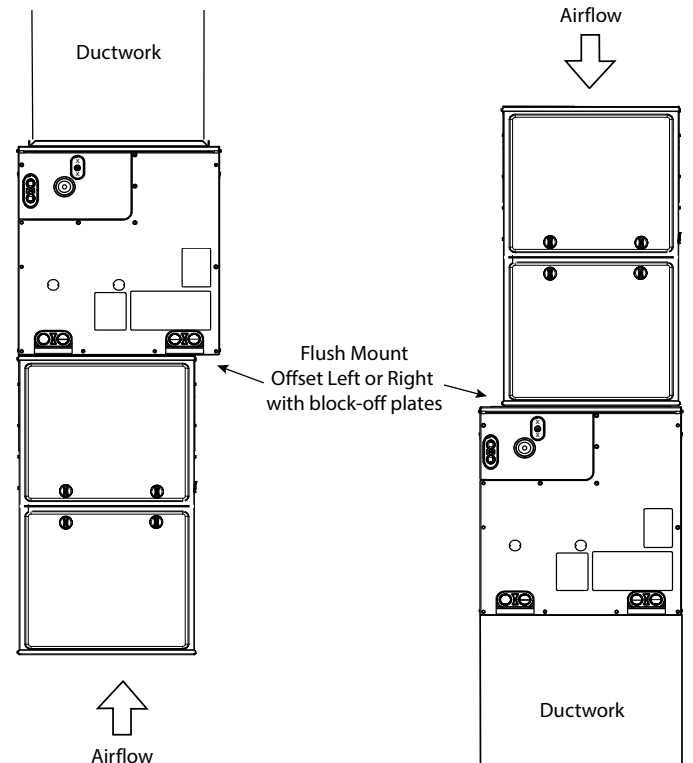 Ductwork
Airflow
Flush Mount
Offset Left or Right
with block-off plates
Ductwork
Airflow